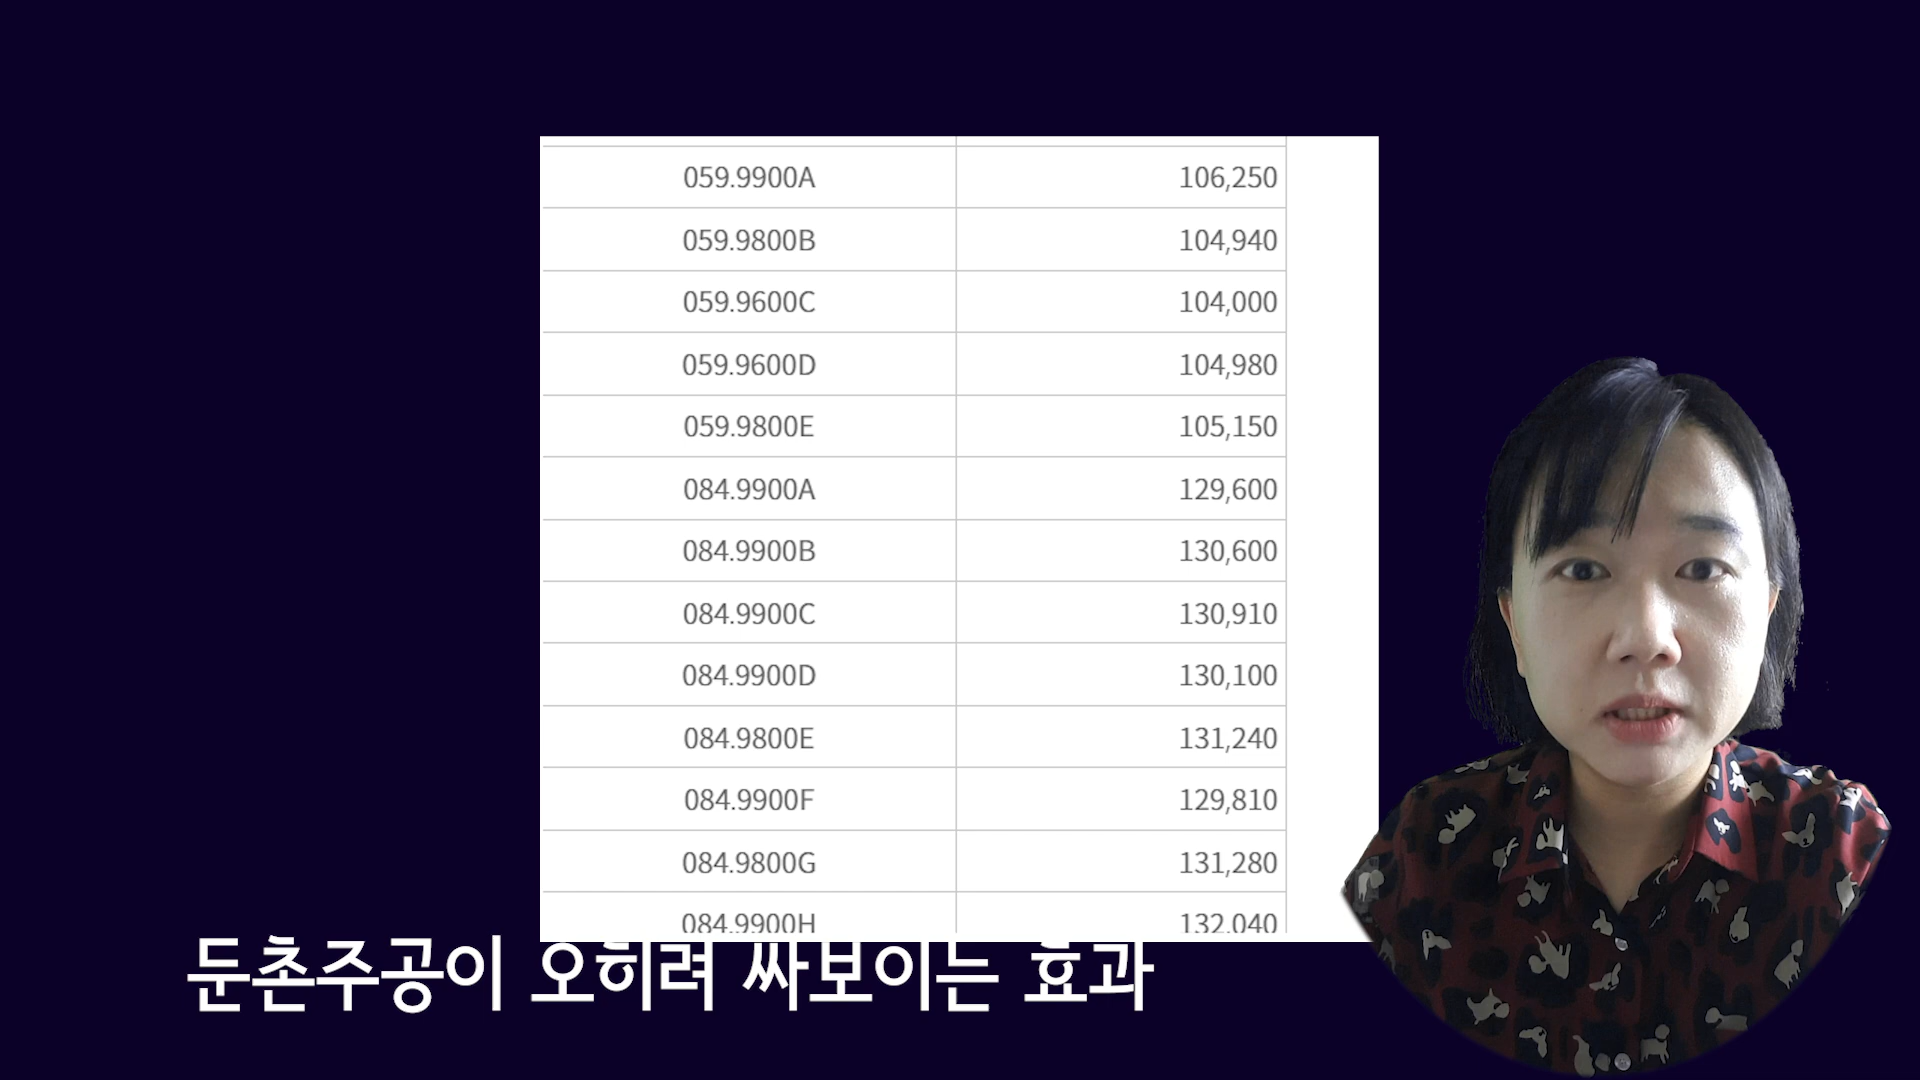 059.9900A 106,250
059.9800B 104,940
059.9600C 104,000
059.9600D 104,980
059.9800E 105,150
084.9900A 129,600
084.9900B 130,600
084.9900C 130,910
084.9900D 130,100
084.9800E 131,240
084.9900F 129,810
084.9800G 131,280
084.9900H 132,040
둔촌주공이 오히려 싸보이는 효과